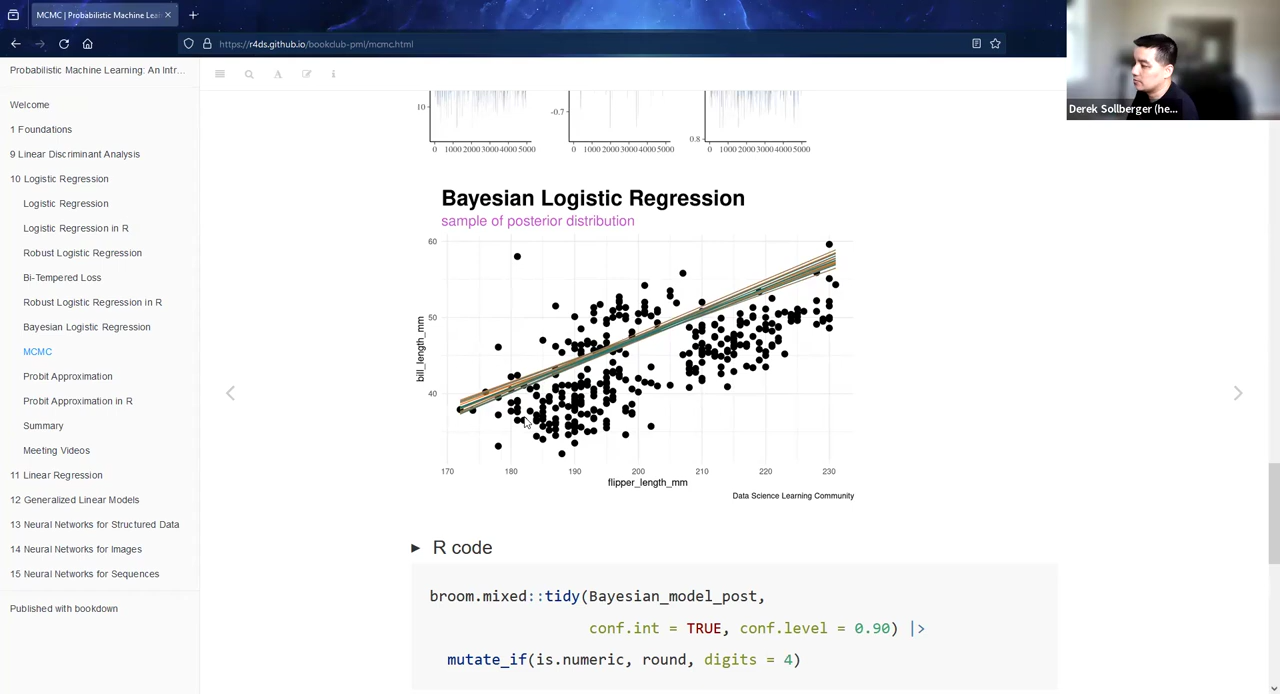 MCMC | Probabilistic Machine Lea
https://r4ds.github.io/bookclub-pml/mcmc.html
Derek Sollberger (he...
Probabilistic Machine Learning: An Intr...
Welcome
1 Foundations
9 Linear Discriminant Analysis
10 Logistic Regression
Logistic Regression
Logistic Regression in R
Robust Logistic Regression
Bi-Tempered Loss
Robust Logistic Regression in R
Bayesian Logistic Regression
MCMC
Probit Approximation
Probit Approximation in R
Summary
Meeting Videos
11 Linear Regression
12 Generalized Linear Models
13 Neural Networks for Structured Data
14 Neural Networks for Images
15 Neural Networks for Sequences
Published with bookdown
10
-0.7
0.8
0 1000 2000 3000 4000 5000
0 1000 2000 3000 4000 5000
0 1000 2000 3000 4000 5000
Bayesian Logistic Regression
sample of posterior distribution
60
50
40
bill_length_mm
170 180 190 200 210 220 230
flipper_length_mm
Data Science Learning Community
R code
broom.mixed::tidy(Bayesian_model_post,
conf.int = TRUE, conf.level = 0.90) |>
mutate_if(is.numeric, round, digits = 4)